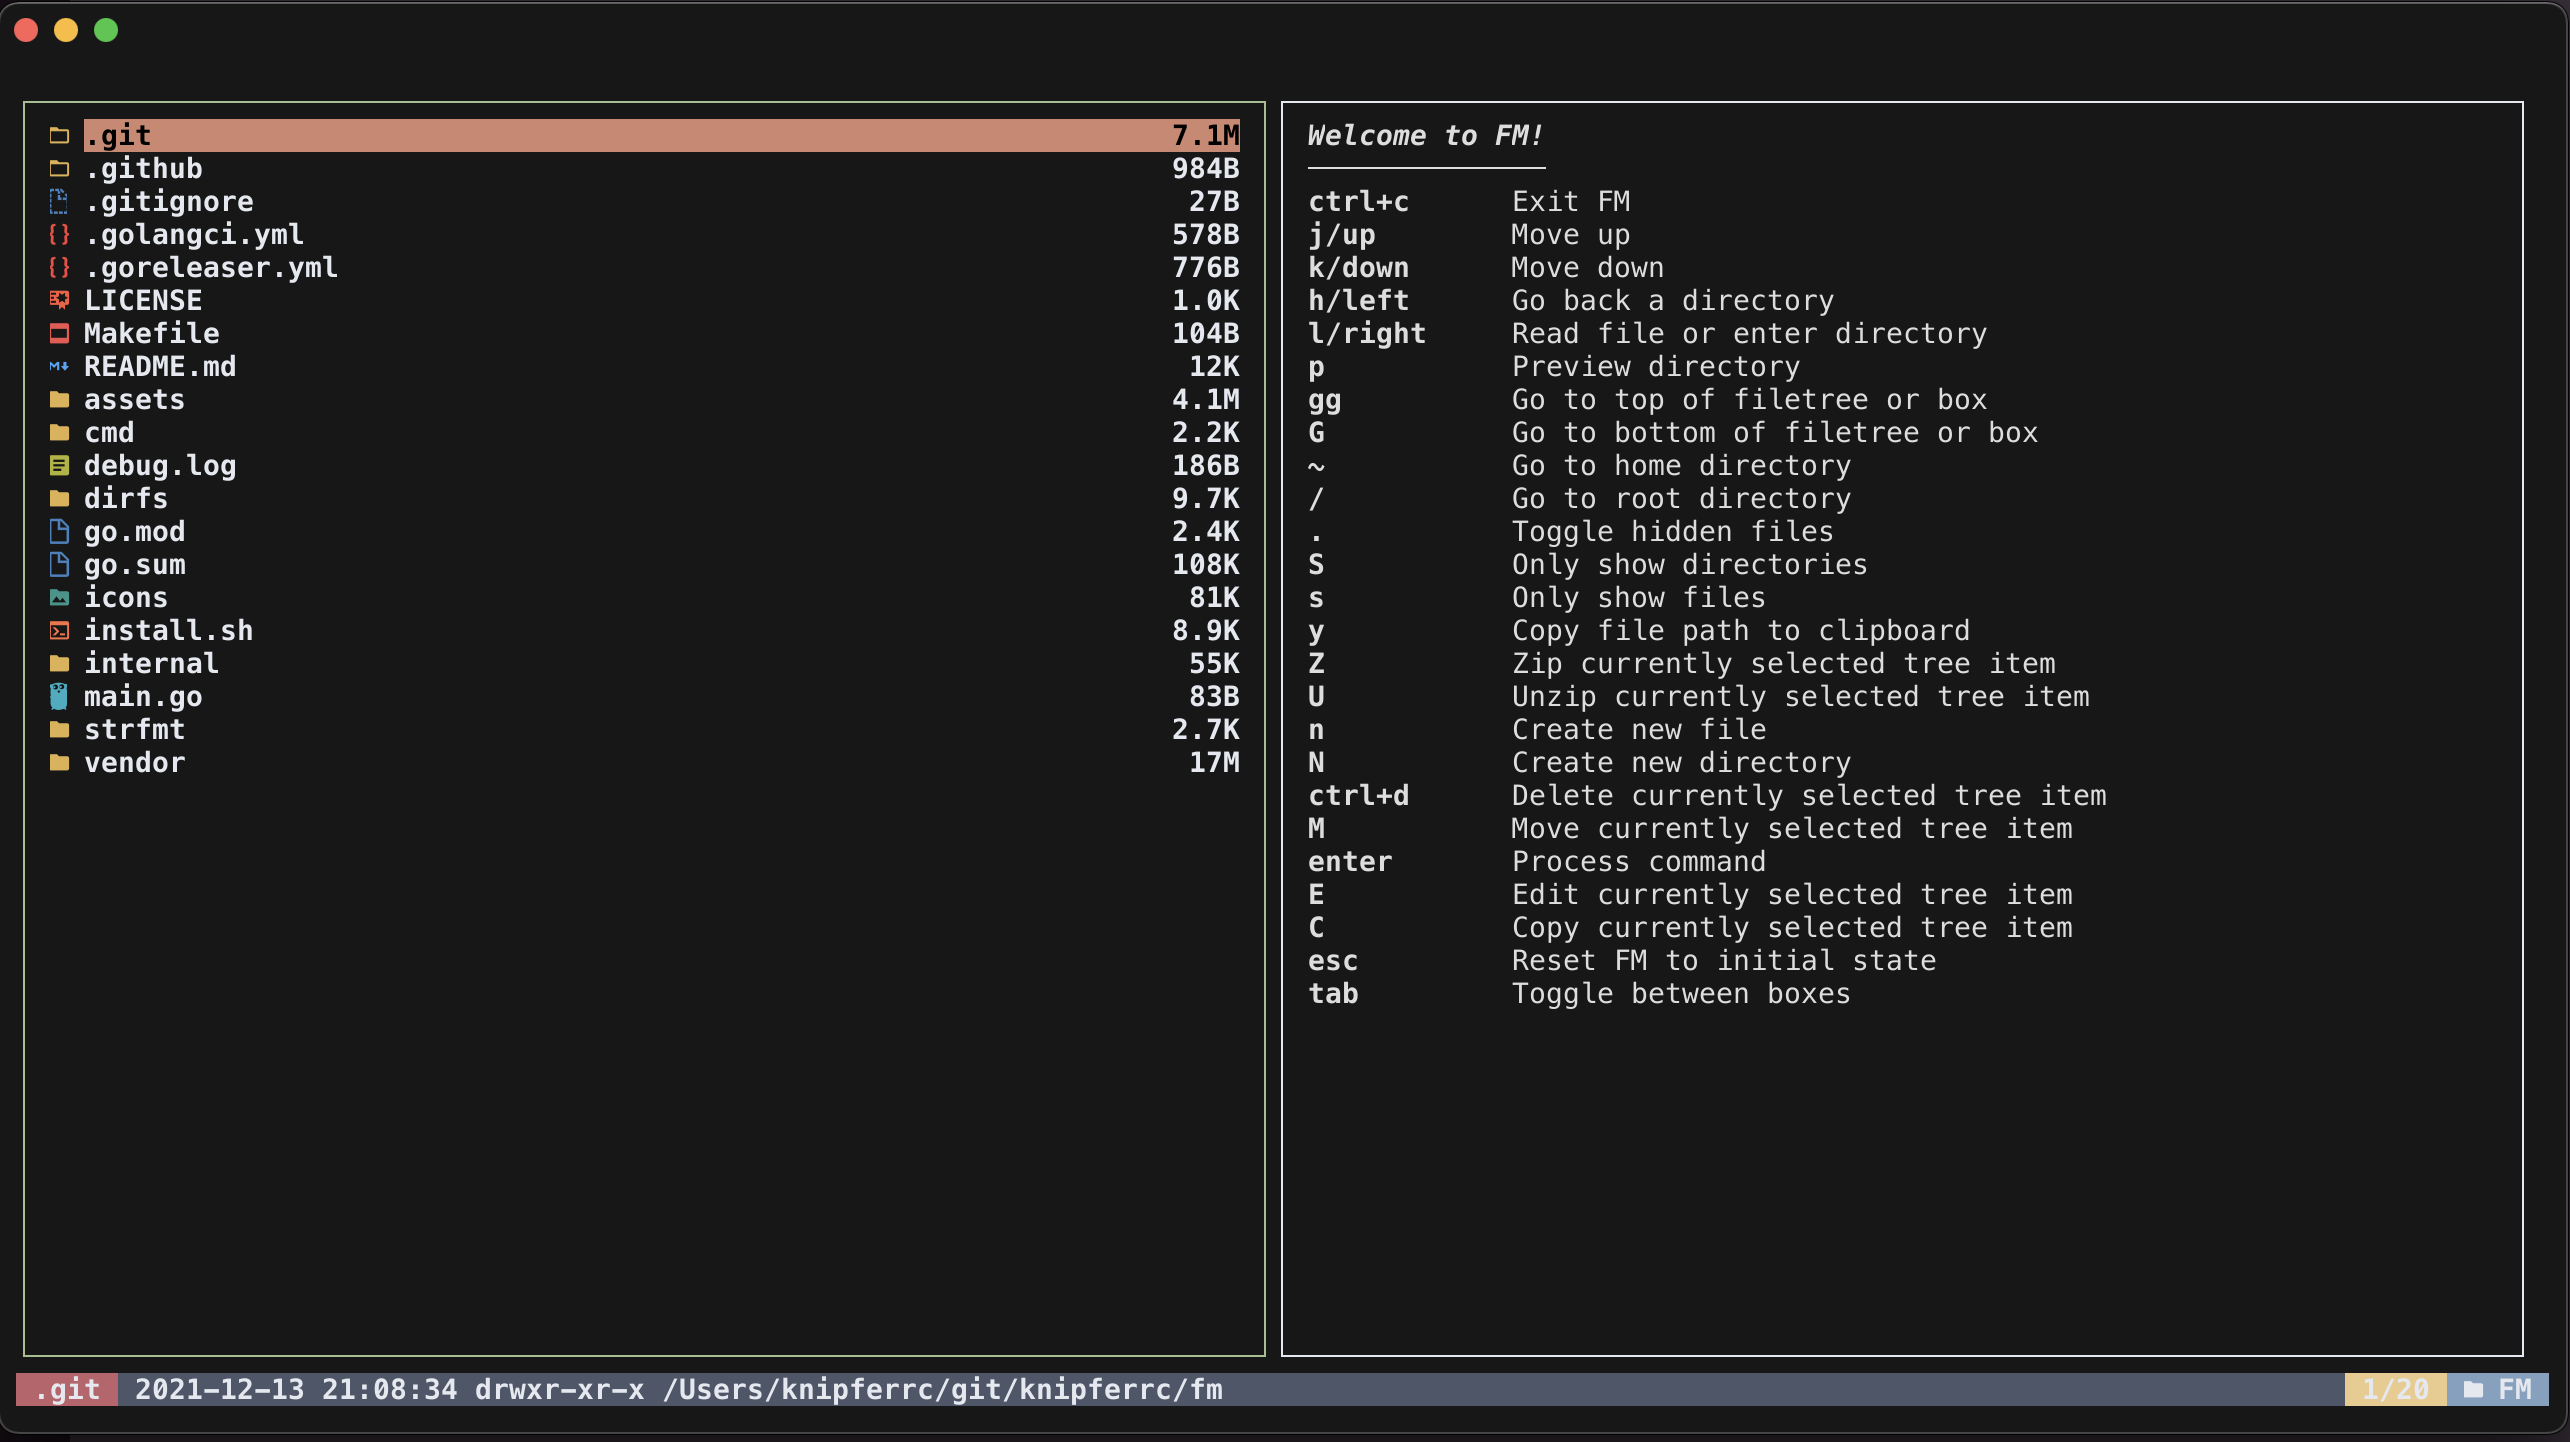 .git 7.1M
.github 984B
.gitignore 27B
.golangci.yml 578B
.goreleaser.yml 776B
LICENSE 1.0K
Makefile 104B
README.md 12K
assets 4.1M
cmd 2.2K
debug.log 186B
dirfs 9.7K
go.mod 2.4K
go.sum 108K
icons 81K
install.sh 8.9K
internal 55K
main.go 83B
strfmt 2.7K
vendor 17M
Welcome to FM!
ctrl+c Exit FM
j/up Move up
k/down Move down
h/left Go back a directory
l/right Read file or enter directory
p Preview directory
gg Go to top of filetree or box
G Go to bottom of filetree or box
~ Go to home directory
/ Go to root directory
. Toggle hidden files
S Only show directories
s Only show files
y Copy file path to clipboard
Z Zip currently selected tree item
U Unzip currently selected tree item
n Create new file
N Create new directory
ctrl+d Delete currently selected tree item
M Move currently selected tree item
enter Process command
E Edit currently selected tree item
C Copy currently selected tree item
esc Reset FM to initial state
tab Toggle between boxes
.git 2021-12-13 21:08:34 drwxr-xr-x /Users/knipferrc/git/knipferrc/fm 1/20 FM